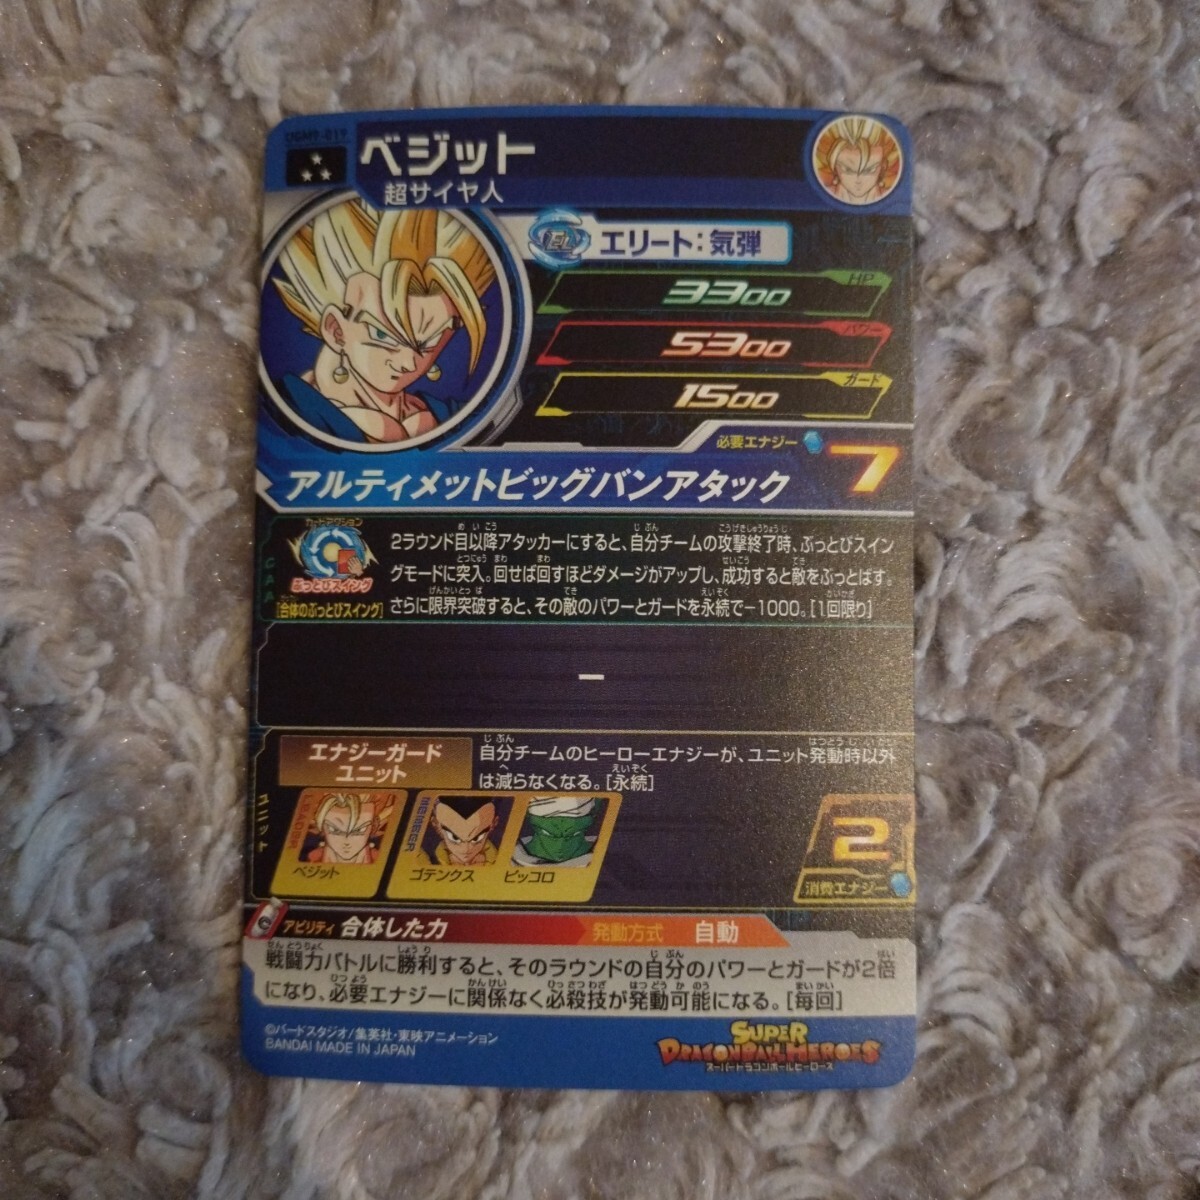 UGM9-019
ベジット
超サイヤ人
EL エリート：気弾
HP
3300
パワー
5300
ガード
1500
必要エナジー 7
アルティメットビッグバンアタック
カードアクション
ぶっとびスイング
CAA
[合体のぶっとびスイング]
2ラウンド目以降アタッカーにすると、自分チームの攻撃終了時、ぶっとびスイン
グモードに突入。回せば回すほどダメージがアップし、成功すると敵をぶっとばす。
さらに限界突破すると、その敵のパワーとガードを永続で-1000。[1回限り]
ー
ユニット
エナジーガード
ユニット
自分チームのヒーローエナジーが、ユニット発動時以外
は減らなくなる。[永続]
LEADER
ベジット
MEMBER
ゴテンクス
ピッコロ
2
消費エナジー
アビリティ 合体した力
発動方式 自動
戦闘力バトルに勝利すると、そのラウンドの自分のパワーとガードが2倍
になり、必要エナジーに関係なく必殺技が発動可能になる。[毎回]
©バードスタジオ/集英社・東映アニメーション
BANDAI MADE IN JAPAN
SUPER
DRAGONBALL HEROES
スーパードラゴンボールヒーローズ